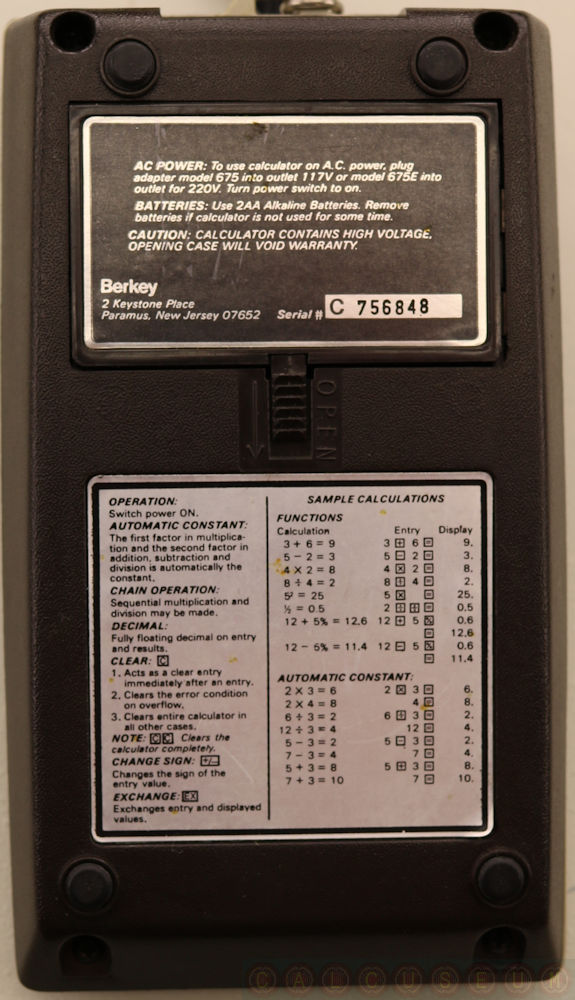 AC POWER: To use calculator on A.C. power, plug
adapter model 675 into outlet 117V or model 675E into
outlet for 220V. Turn power switch to on.
BATTERIES: Use 2AA Alkaline Batteries. Remove
batteries if calculator is not used for some time.
CAUTION: CALCULATOR CONTAINS HIGH VOLTAGE,
OPENING CASE WILL VOID WARRANTY.
Berkey
2 Keystone Place
Paramus, New Jersey 07652 Serial # C 756848
OPEN
OPERATION:
Switch power ON.
AUTOMATIC CONSTANT:
The first factor in multiplica-
tion and the second factor in
addition, subtraction and
division is automatically the
constant.
CHAIN OPERATION:
Sequential multiplication and
division may be made.
DECIMAL:
Fully floating decimal on entry
and results.
CLEAR: C
1. Acts as a clear entry
immediately after an entry.
2. Clears the error condition
on overflow.
3. Clears entire calculator in
all other cases.
NOTE: C C Clears the
calculator completely.
CHANGE SIGN: +/-
Changes the sign of the
entry value.
EXCHANGE: EX
Exchanges entry and displayed
values.
SAMPLE CALCULATIONS
FUNCTIONS
Calculation Entry Display
3 + 6 = 9 3 + 6 = 9.
5 - 2 = 3 5 - 2 = 3.
4 × 2 = 8 4 × 2 = 8.
8 ÷ 4 = 2 8 ÷ 4 = 2.
5² = 25 5 × = 25.
½ = 0.5 2 ÷ ÷ = 0.5
12 + 5% = 12.6 12 + 5 % 0.6
= 12.6
12 - 5% = 11.4 12 - 5 % 0.6
= 11.4
AUTOMATIC CONSTANT:
2 × 3 = 6 2 × 3 = 6.
2 × 4 = 8 4 = 8.
6 ÷ 3 = 2 6 ÷ 3 = 2.
12 ÷ 3 = 4 12 = 4.
5 - 3 = 2 5 - 3 = 2.
7 - 3 = 4 7 = 4.
5 + 3 = 8 5 + 3 = 8.
7 + 3 = 10 7 = 10.
CALCUSEUM